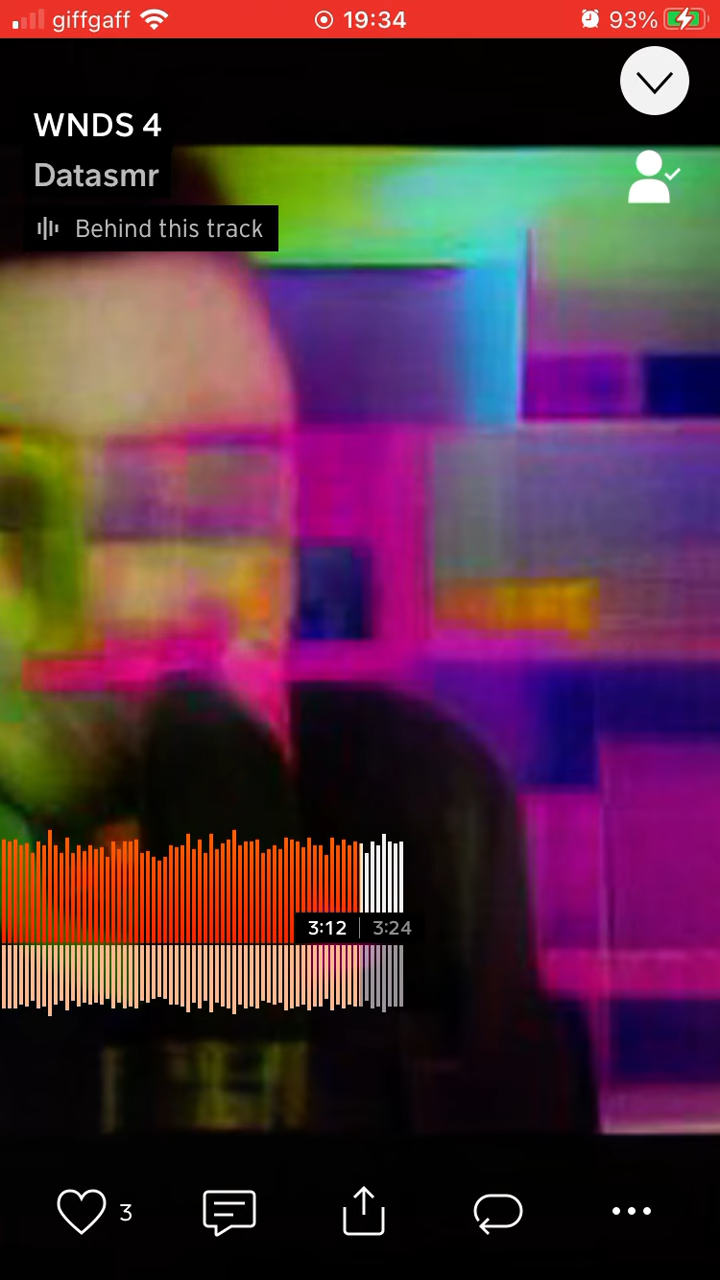 giffgaff 19:34 93%
WNDS 4
Datasmr
Behind this track
3:12 3:24
3